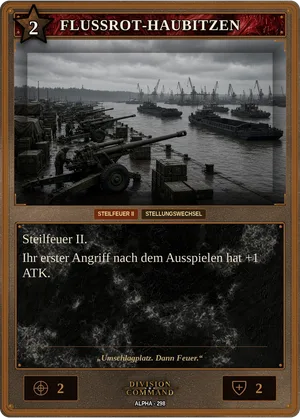 2
FLUSSROT-HAUBITZEN
STEILFEUER II STELLUNGSWECHSEL
Steilfeuer II.
Ihr erster Angriff nach dem Ausspielen hat +1
ATK.
„Umschlagplatz. Dann Feuer.“
2 DIVISION COMMAND 2
ALPHA - 298